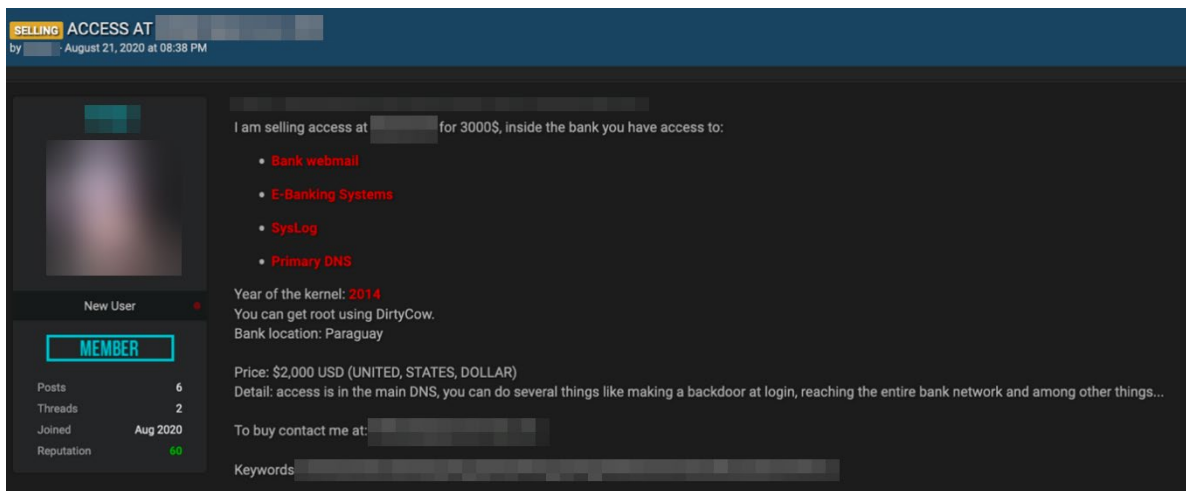 SELLING ACCESS AT
by · August 21, 2020 at 08:38 PM
I am selling access at for 3000$, inside the bank you have access to:
• Bank webmail
• E-Banking Systems
• SysLog
• Primary DNS
New User
MEMBER
Posts 6
Threads 2
Joined Aug 2020
Reputation 60
Year of the kernel: 2014
You can get root using DirtyCow.
Bank location: Paraguay
Price: $2,000 USD (UNITED, STATES, DOLLAR)
Detail: access is in the main DNS, you can do several things like making a backdoor at login, reaching the entire bank network and among other things...
To buy contact me at:
Keywords